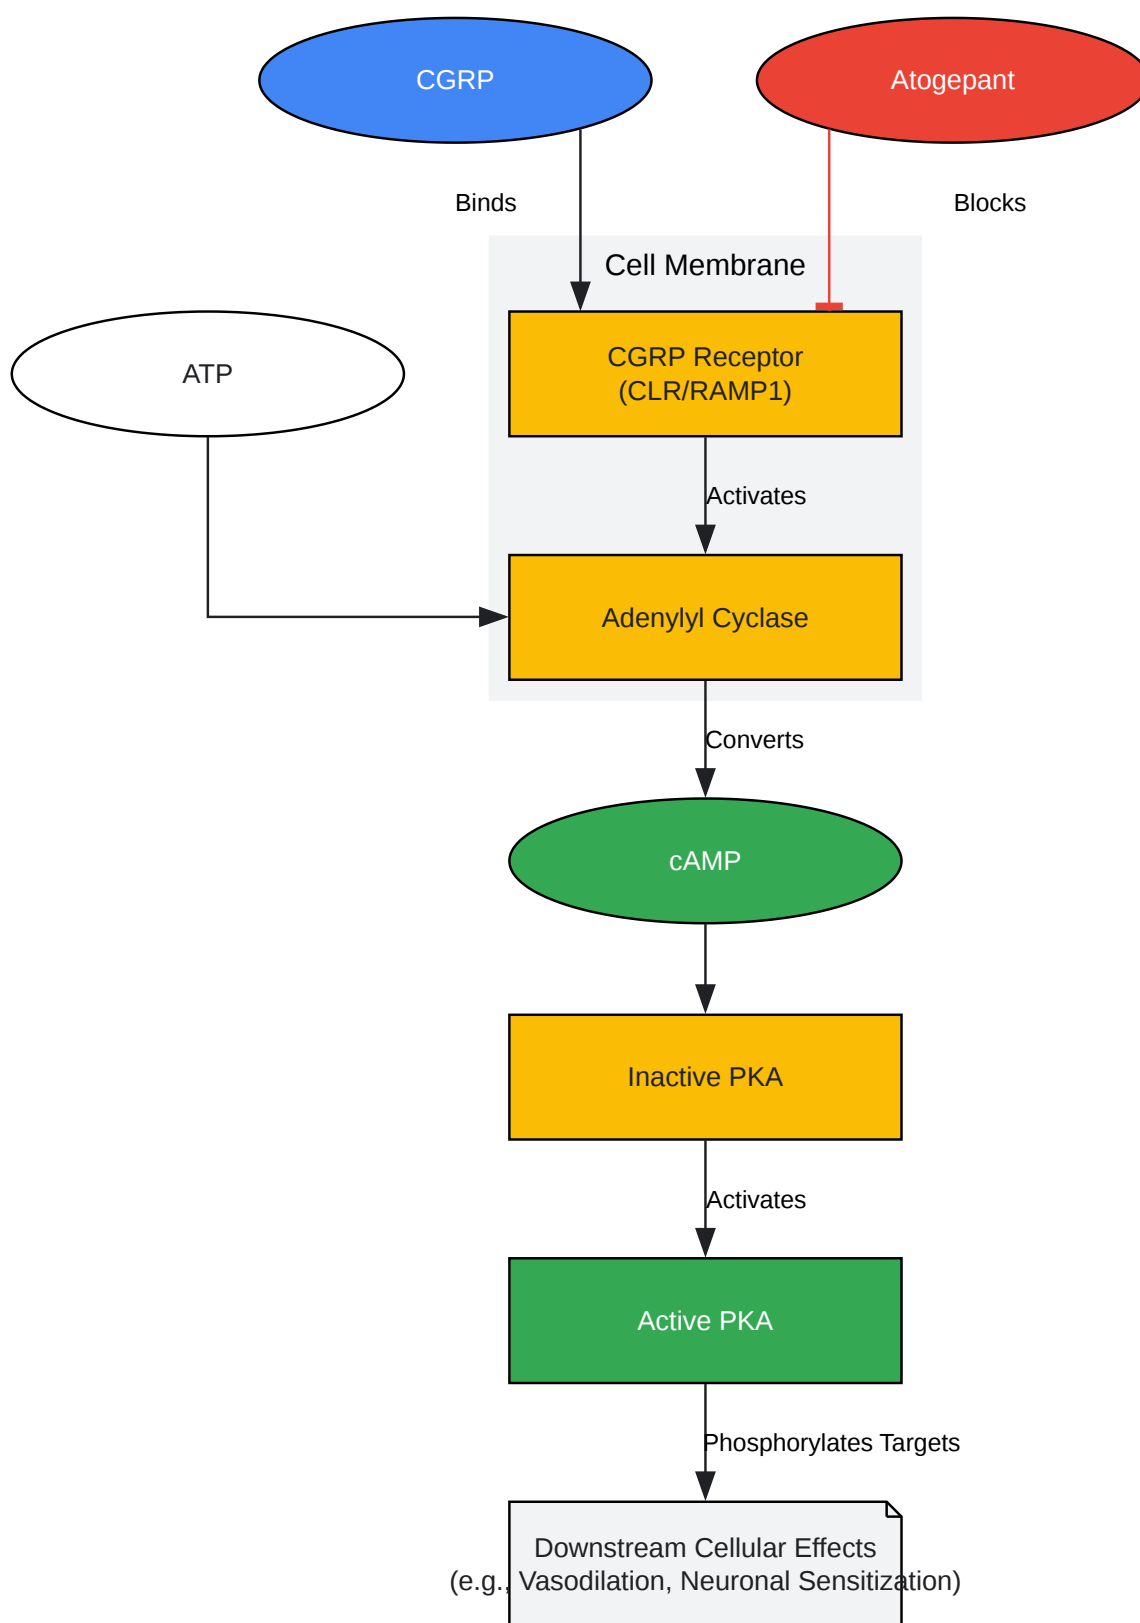 CGRP
Atogepant
Binds
Blocks
Cell Membrane
CGRP Receptor
(CLR/RAMP1)
ATP
Activates
Adenylyl Cyclase
Converts
cAMP
Inactive PKA
Activates
Active PKA
Phosphorylates Targets
Downstream Cellular Effects
(e.g., Vasodilation, Neuronal Sensitization)